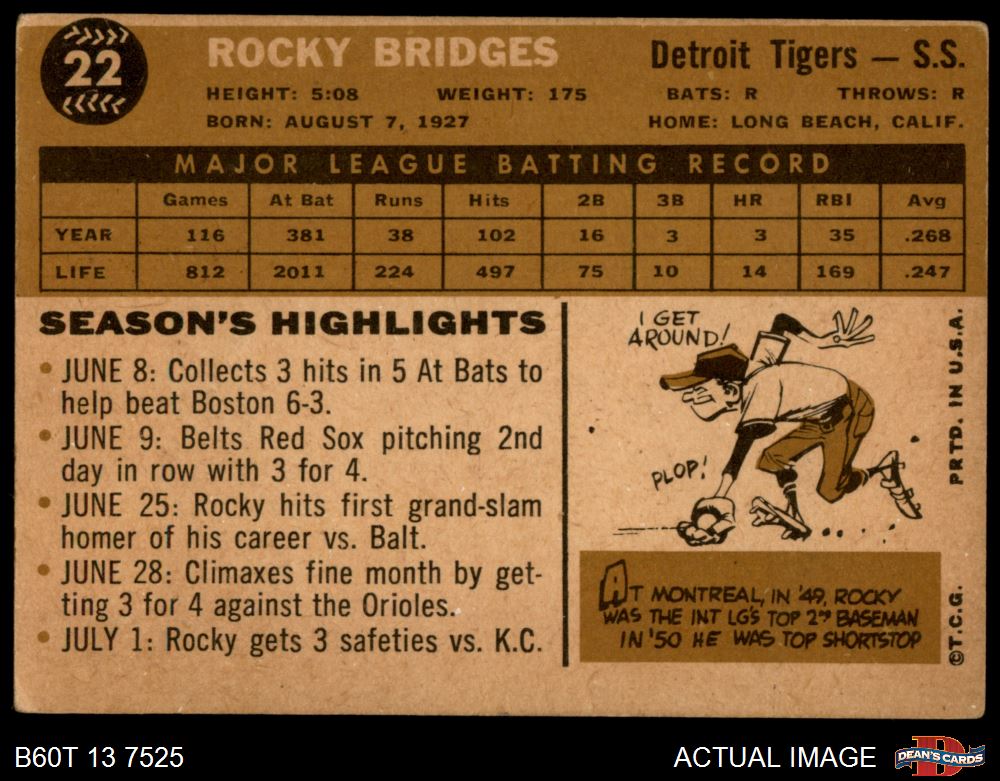 22
ROCKY BRIDGES
Detroit Tigers — S.S.
HEIGHT: 5:08 WEIGHT: 175 BATS: R THROWS: R
BORN: AUGUST 7, 1927 HOME: LONG BEACH, CALIF.
MAJOR LEAGUE BATTING RECORD
Games At Bat Runs Hits 2B 3B HR RBI Avg
YEAR 116 381 38 102 16 3 3 35 .268
LIFE 812 2011 224 497 75 10 14 169 .247
SEASON'S HIGHLIGHTS
• JUNE 8: Collects 3 hits in 5 At Bats to
help beat Boston 6-3.
• JUNE 9: Belts Red Sox pitching 2nd
day in row with 3 for 4.
• JUNE 25: Rocky hits first grand-slam
homer of his career vs. Balt.
• JUNE 28: Climaxes fine month by get-
ting 3 for 4 against the Orioles.
• JULY 1: Rocky gets 3 safeties vs. K.C.
I GET
AROUND!
PLOP!
AT MONTREAL, IN '49, ROCKY
WAS THE INT LG'S TOP 2ND BASEMAN
IN '50 HE WAS TOP SHORTSTOP
PRTD. IN U.S.A.
©T.C.G.
B60T 13 7525
ACTUAL IMAGE
D
DEAN'S CARDS